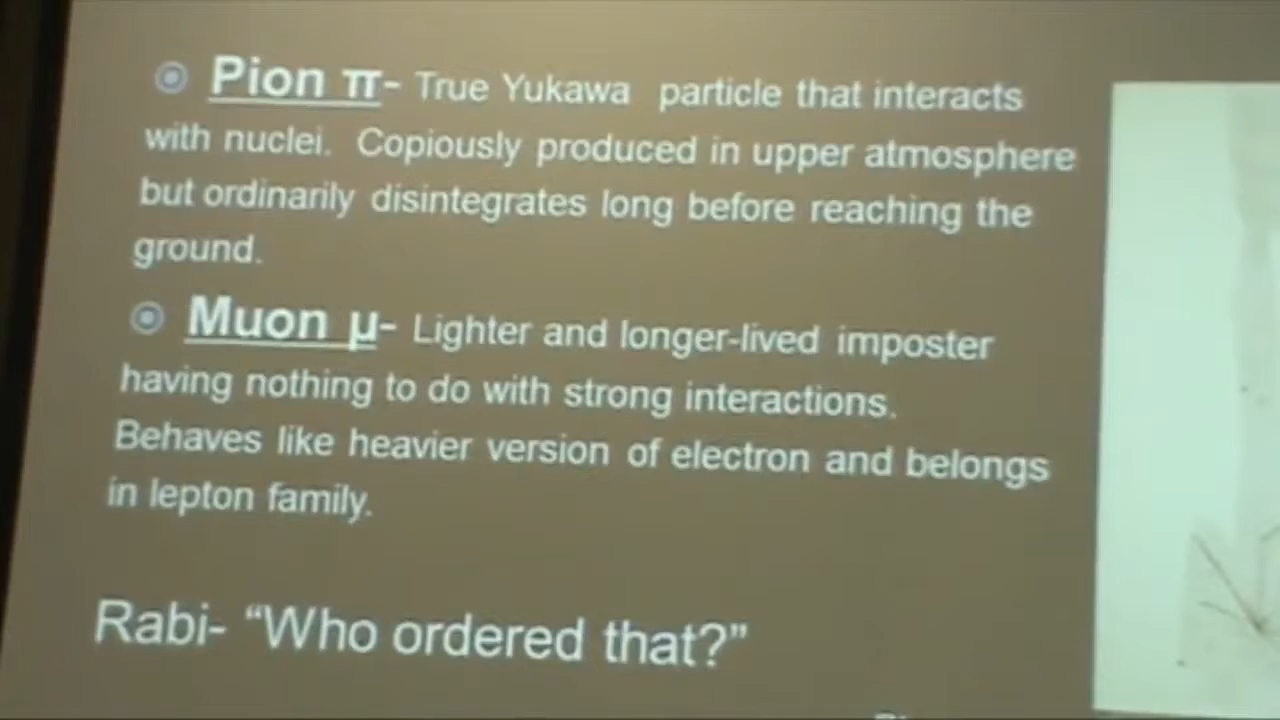 Pion π- True Yukawa particle that interacts
with nuclei. Copiously produced in upper atmosphere
but ordinarily disintegrates long before reaching the
ground.
Muon μ- Lighter and longer-lived imposter
having nothing to do with strong interactions.
Behaves like heavier version of electron and belongs
in lepton family.
Rabi- “Who ordered that?”